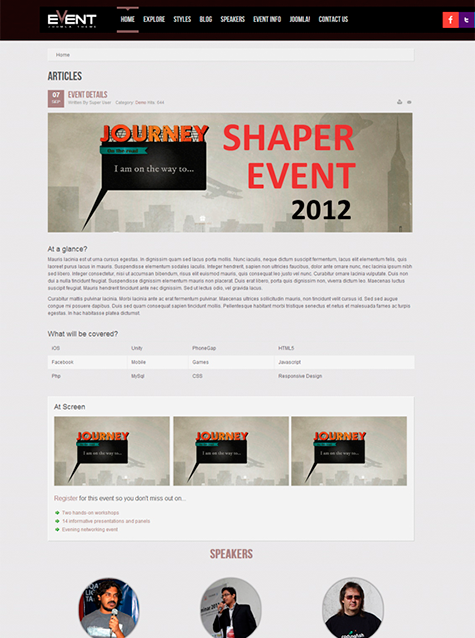 EVENT
JOOMLA THEME
HOME EXPLORE STYLES BLOG SPEAKERS EVENT INFO JOOMLA! CONTACT US
Home
ARTICLES
07
SEP
EVENT DETAILS
Written By Super User Category: Demo Hits:
JOURNEY
On the road
I am on the way to...
SHAPER
EVENT
2012
At a glance?
Mauris lacinia est ut urna cursus egestas. In dignissim quam sed lacus porta mollis. Nunc iaculis, neque dictum suscipit fermentum, lacus elit elementum felis, quis
laoreet purus lacus in mauris. Suspendisse elementum sodales iaculis. Integer hendrerit, sapien non ultricies faucibus, dolor ante ornare nunc, nec lacinia ipsum nibh
sed libero. Integer consectetur, nisi ut accumsan bibendum, risus elit euismod mauris, quis consequat leo justo vel nunc. Curabitur ornare lacinia vulputate. Duis non
dui a nulla tincidunt feugiat. Suspendisse dignissim elementum mauris non placerat. Duis erat libero, porta quis dignissim non, viverra dictum leo. Maecenas luctus
suscipit feugiat. Mauris hendrerit tincidunt ante nec dignissim. Sed ut lectus odio, vel gravida lacus.
Curabitur mattis pulvinar lacinia. Morbi lacinia ante ac erat fermentum pulvinar. Maecenas ultrices sollicitudin mauris, non tincidunt velit cursus id. Sed sed augue
congue mi posuere dapibus. Duis sed quam consequat sapien tincidunt mollis. Pellentesque habitant morbi tristique senectus et netus et malesuada fames ac turpis
egestas. In hac habitasse platea dictumst.
What will be covered?
iOS Unity PhoneGap HTML5
Facebook Mobile Games Javascript
Php MySql CSS Responsive Design
At Screen
JOURNEY JOURNEY JOURNEY
I am on the way to... I am on the way to... I am on the way to...
Register for this event so you don't miss out on...
Two hands-on workshops
14 informative presentations and panels
Evening networking event
SPEAKERS